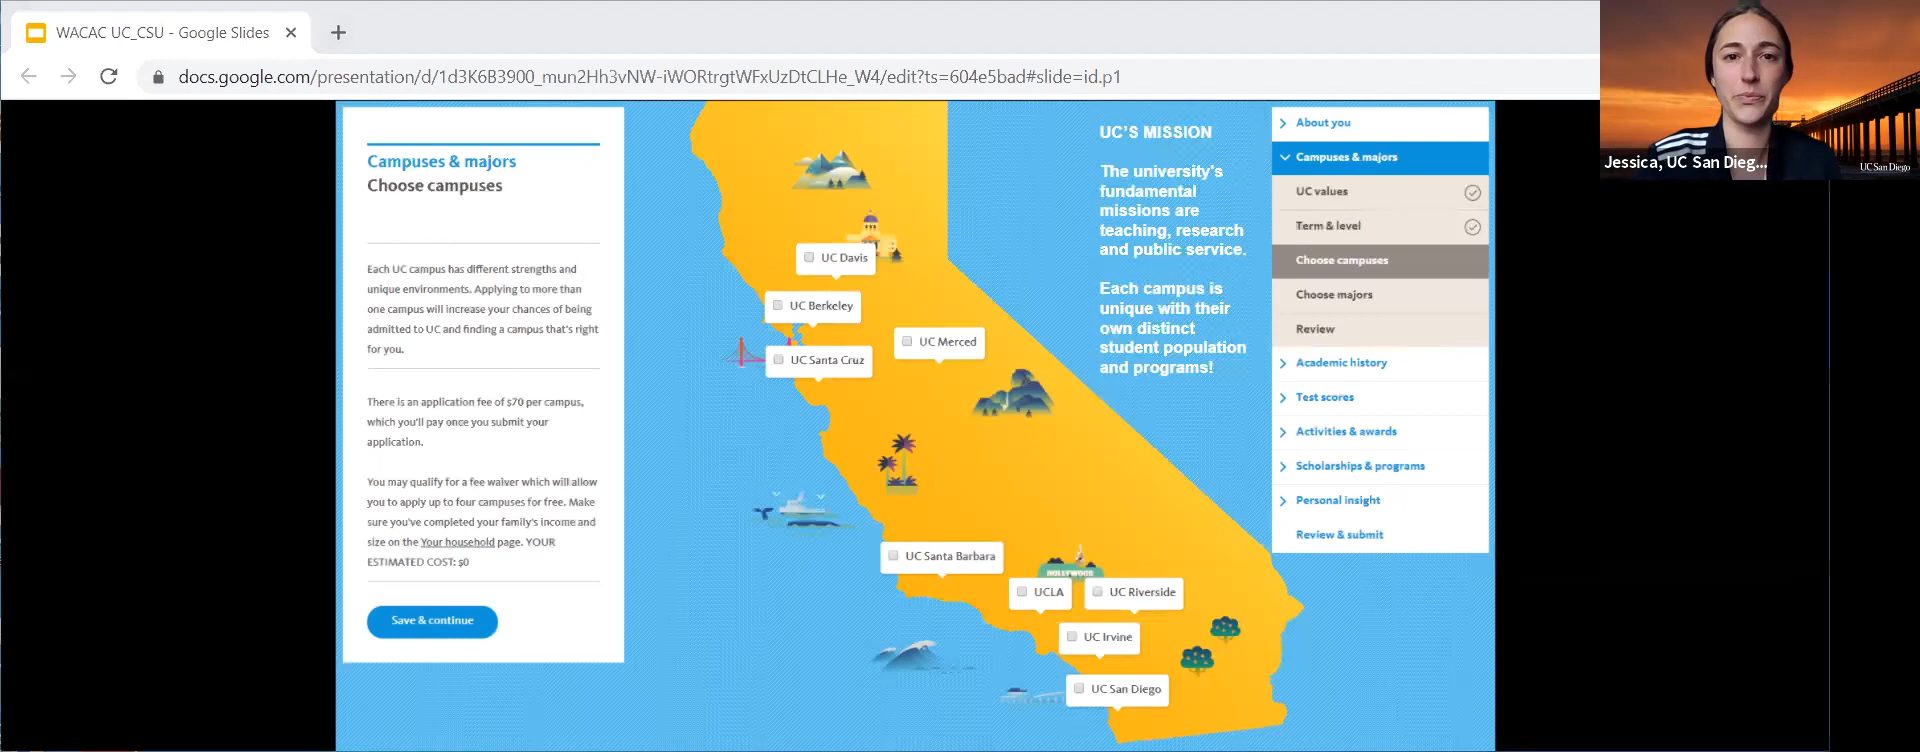 WACAC UC_CSU - Google Slides
docs.google.com/presentation/d/1d3K6B3900_mun2Hh3vNW-iWORtrgtWFxUzDtCLHe_W4/edit?ts=604e5bad#slide=id.p1
Campuses & majors
Choose campuses
Each UC campus has different strengths and
unique environments. Applying to more than
one campus will increase your chances of being
admitted to UC and finding a campus that's right
for you.
There is an application fee of $70 per campus,
which you'll pay once you submit your
application.
You may qualify for a fee waiver which will allow
you to apply up to four campuses for free. Make
sure you've completed your family's income and
size on the Your household page. YOUR
ESTIMATED COST: $0
Save & continue
UC Davis
UC Berkeley
UC Santa Cruz
UC Merced
UC Santa Barbara
HOLLYWOOD
UCLA
UC Riverside
UC Irvine
UC San Diego
UC'S MISSION
The university's
fundamental
missions are
teaching, research
and public service.
Each campus is
unique with their
own distinct
student population
and programs!
About you
Campuses & majors
UC values
Term & level
Choose campuses
Choose majors
Review
Academic history
Test scores
Activities & awards
Scholarships & programs
Personal insight
Review & submit
Jessica, UC San Dieg...
UC San Diego